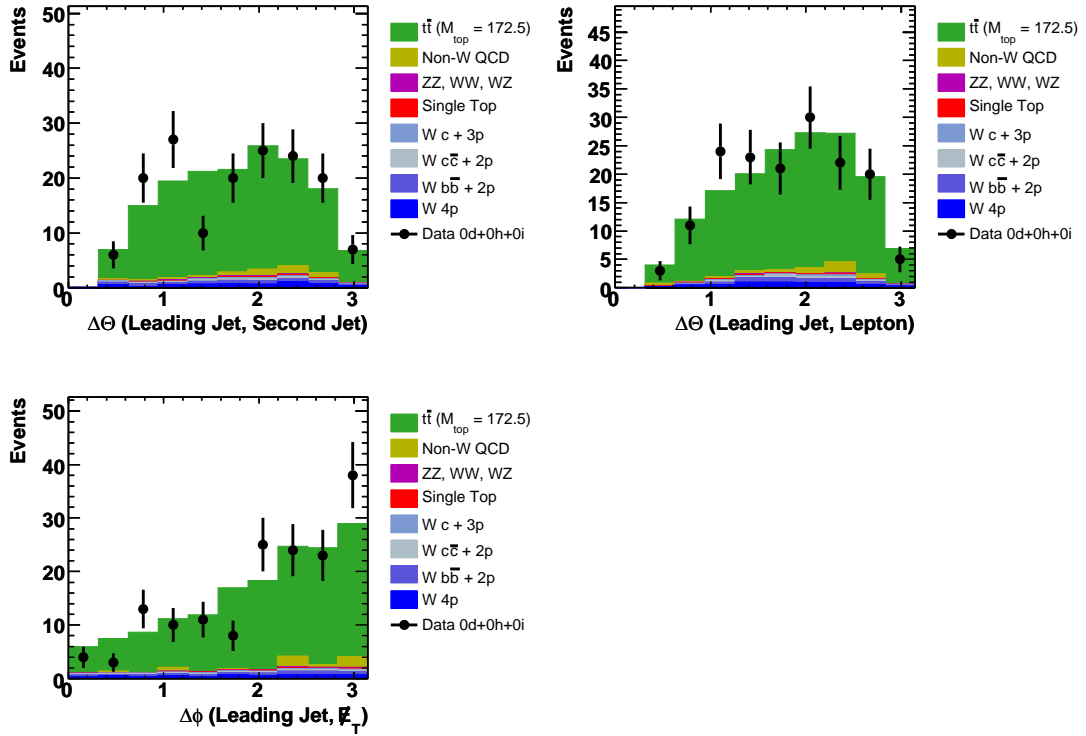 Events
50
40
30
20
10
0
0 1 2 3
ΔΘ (Leading Jet, Second Jet)
tt̄ (M_top = 172.5)
Non-W QCD
ZZ, WW, WZ
Single Top
W c + 3p
W cc̄ + 2p
W bb̄ + 2p
W 4p
Data 0d+0h+0i
Events
45
40
35
30
25
20
15
10
5
0
0 1 2 3
ΔΘ (Leading Jet, Lepton)
tt̄ (M_top = 172.5)
Non-W QCD
ZZ, WW, WZ
Single Top
W c + 3p
W cc̄ + 2p
W bb̄ + 2p
W 4p
Data 0d+0h+0i
Events
50
40
30
20
10
0
0 1 2 3
Δϕ (Leading Jet, E̸_T)
tt̄ (M_top = 172.5)
Non-W QCD
ZZ, WW, WZ
Single Top
W c + 3p
W cc̄ + 2p
W bb̄ + 2p
W 4p
Data 0d+0h+0i